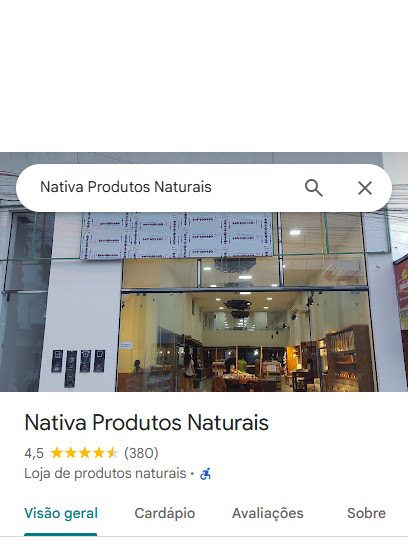 Nativa Produtos Naturais
Nativa Produtos Naturais
4,5 (380)
Loja de produtos naturais ·
Visão geral Cardápio Avaliações Sobre